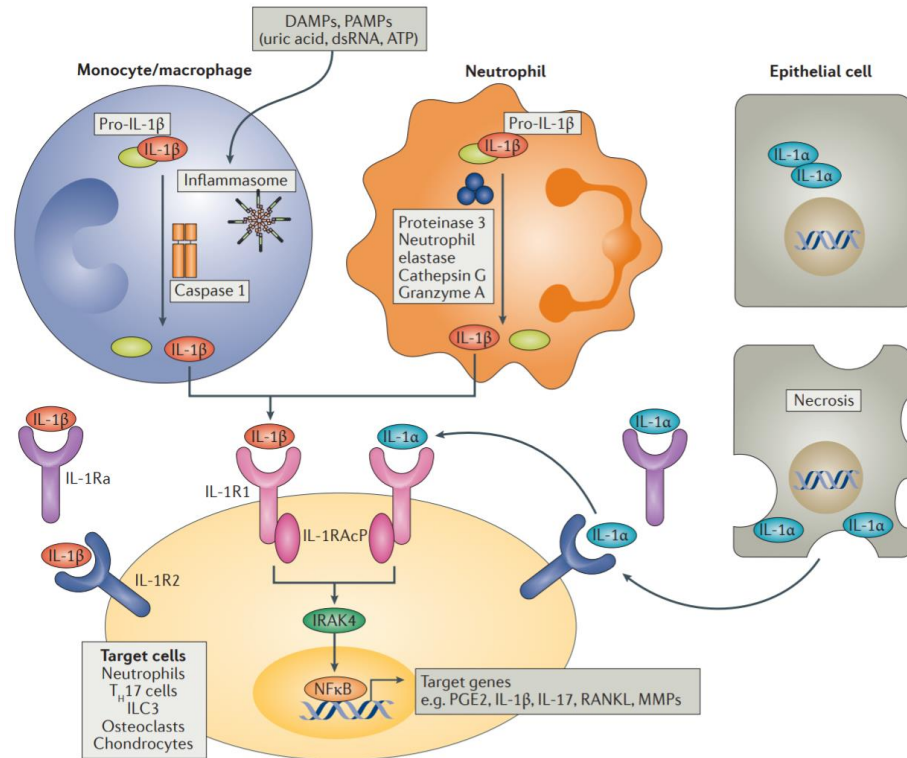 DAMPs, PAMPs
(uric acid, dsRNA, ATP)
Monocyte/macrophage
Neutrophil
Epithelial cell
Pro-IL-1β
IL-1β
Inflammasome
Caspase 1
IL-1β
Pro-IL-1β
IL-1β
Proteinase 3
Neutrophil
elastase
Cathepsin G
Granzyme A
IL-1β
IL-1α
IL-1α
Necrosis
IL-1α
IL-1α
IL-1β
IL-1Ra
IL-1β
IL-1R2
IL-1β
IL-1α
IL-1R1
IL-1RAcP
IL-1α
IL-1α
IRAK4
NFκB
Target genes
e.g. PGE2, IL-1β, IL-17, RANKL, MMPs
Target cells
Neutrophils
TH17 cells
ILC3
Osteoclasts
Chondrocytes